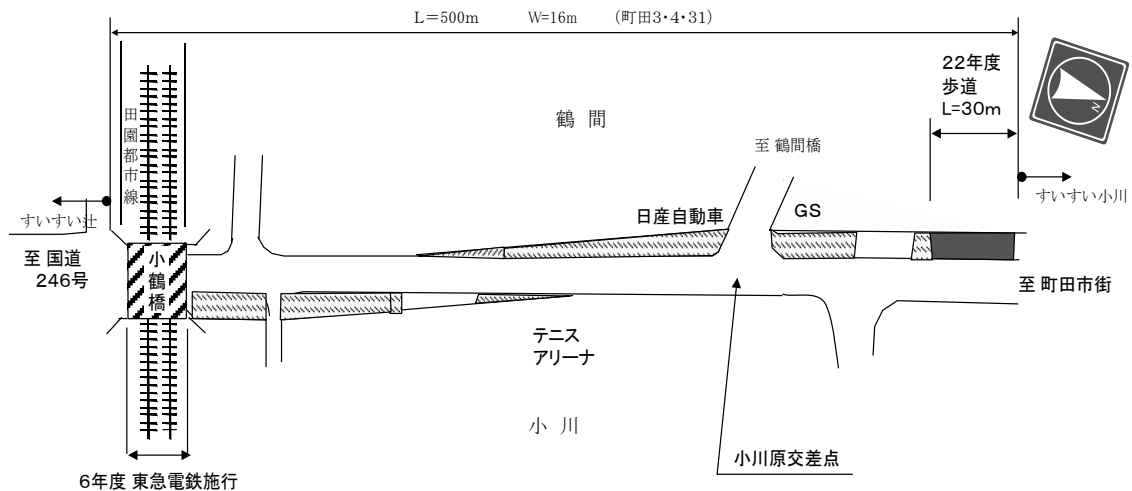 L＝500m　W＝16m　(町田3・4・31)
22年度
歩道
L=30m
N
田園都市線
鶴 間
至 鶴間橋
すいすい辻
すいすい小川
日産自動車
GS
至 国道
246号
小鶴橋
至 町田市街
テニス
アリーナ
小 川
小川原交差点
6年度 東急電鉄施行